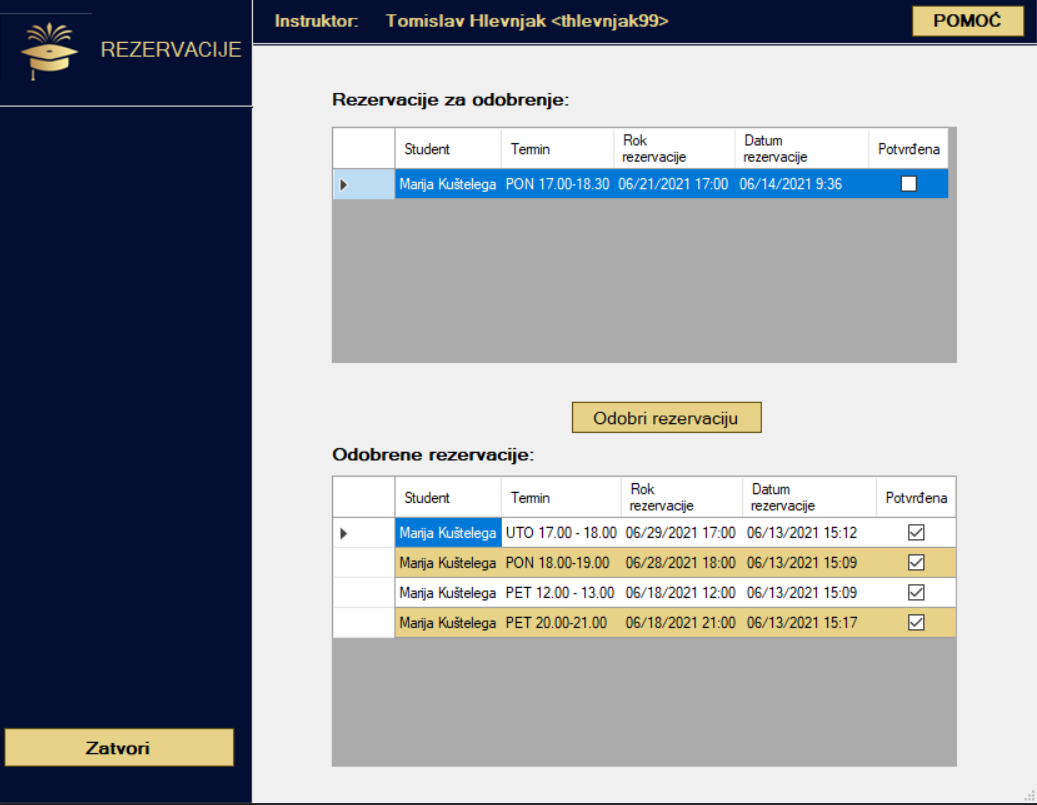 REZERVACIJE
Instruktor: Tomislav Hlevnjak <thlevnjak99>
POMOĆ
Rezervacije za odobrenje:
Student Termin Rok rezervacije Datum rezervacije Potvrđena
Marija Kuštelega PON 17.00-18.30 06/21/2021 17:00 06/14/2021 9:36
Odobri rezervaciju
Odobrene rezervacije:
Student Termin Rok rezervacije Datum rezervacije Potvrđena
Marija Kuštelega UTO 17.00 - 18.00 06/29/2021 17:00 06/13/2021 15:12
Marija Kuštelega PON 18.00-19.00 06/28/2021 18:00 06/13/2021 15:09
Marija Kuštelega PET 12.00 - 13.00 06/18/2021 12:00 06/13/2021 15:09
Marija Kuštelega PET 20.00-21.00 06/18/2021 21:00 06/13/2021 15:17
Zatvori